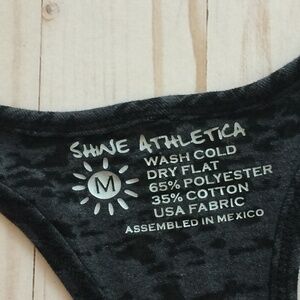 SHINE ATHLETICA
WASH COLD
DRY FLAT
M
65% POLYESTER
35% COTTON
USA FABRIC
ASSEMBLED IN MEXICO